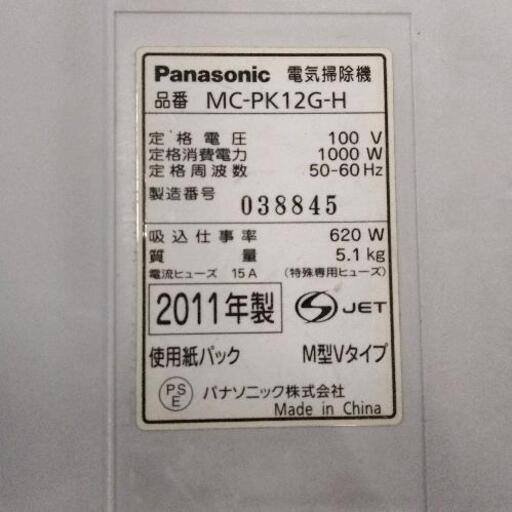 Panasonic 電気掃除機
品番 MC-PK12G-H
定格電圧 100 V
定格消費電力 1000 W
定格周波数 50-60 Hz
製造番号 038845
吸込仕事率 620 W
質量 5.1 kg
電流ヒューズ 15A (特殊専用ヒューズ)
2011年製 S JET
使用紙パック M型Vタイプ
PSE パナソニック株式会社
Made in China